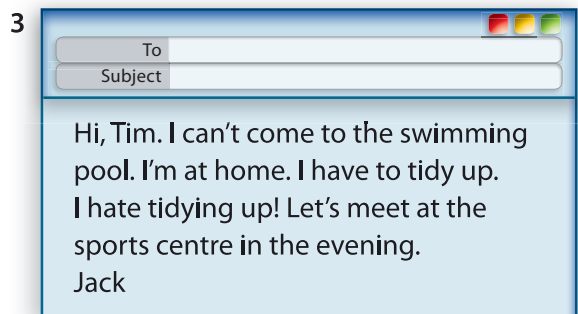 3
To
Subject
Hi, Tim. I can't come to the swimming
pool. I'm at home. I have to tidy up.
I hate tidying up! Let's meet at the
sports centre in the evening.
Jack